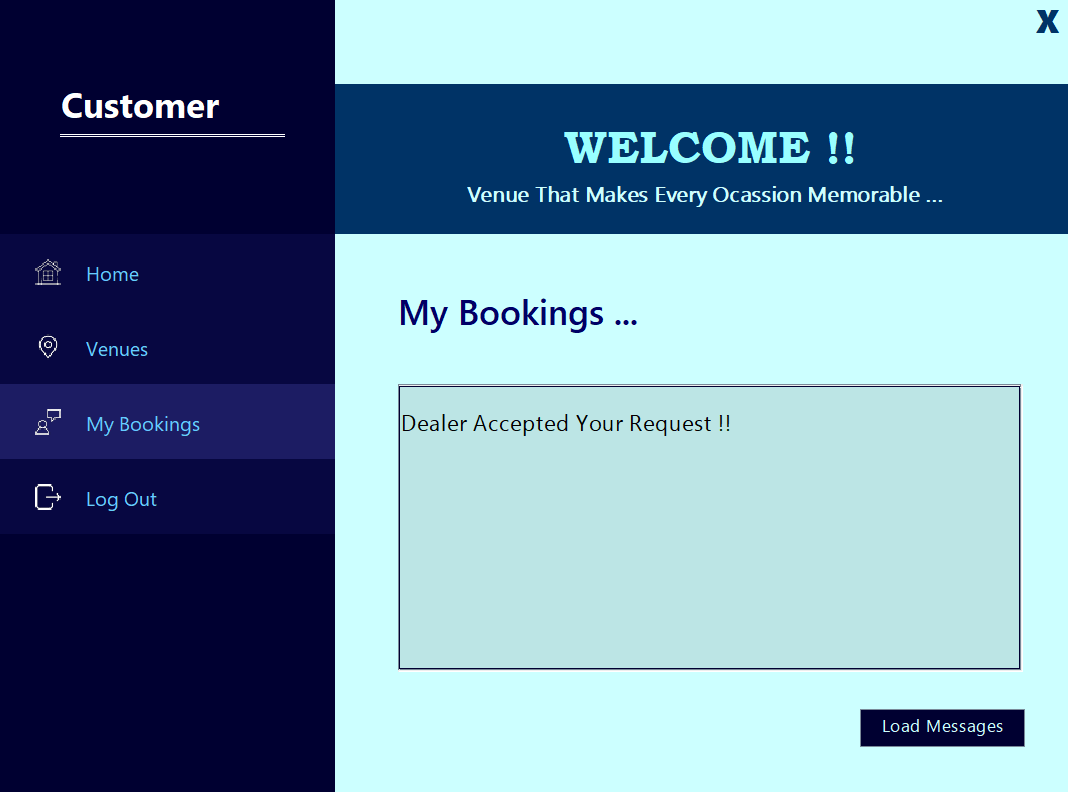 X
Customer
WELCOME !!
Venue That Makes Every Ocassion Memorable ...
Home
Venues
My Bookings
Log Out
My Bookings ...
Dealer Accepted Your Request !!
Load Messages